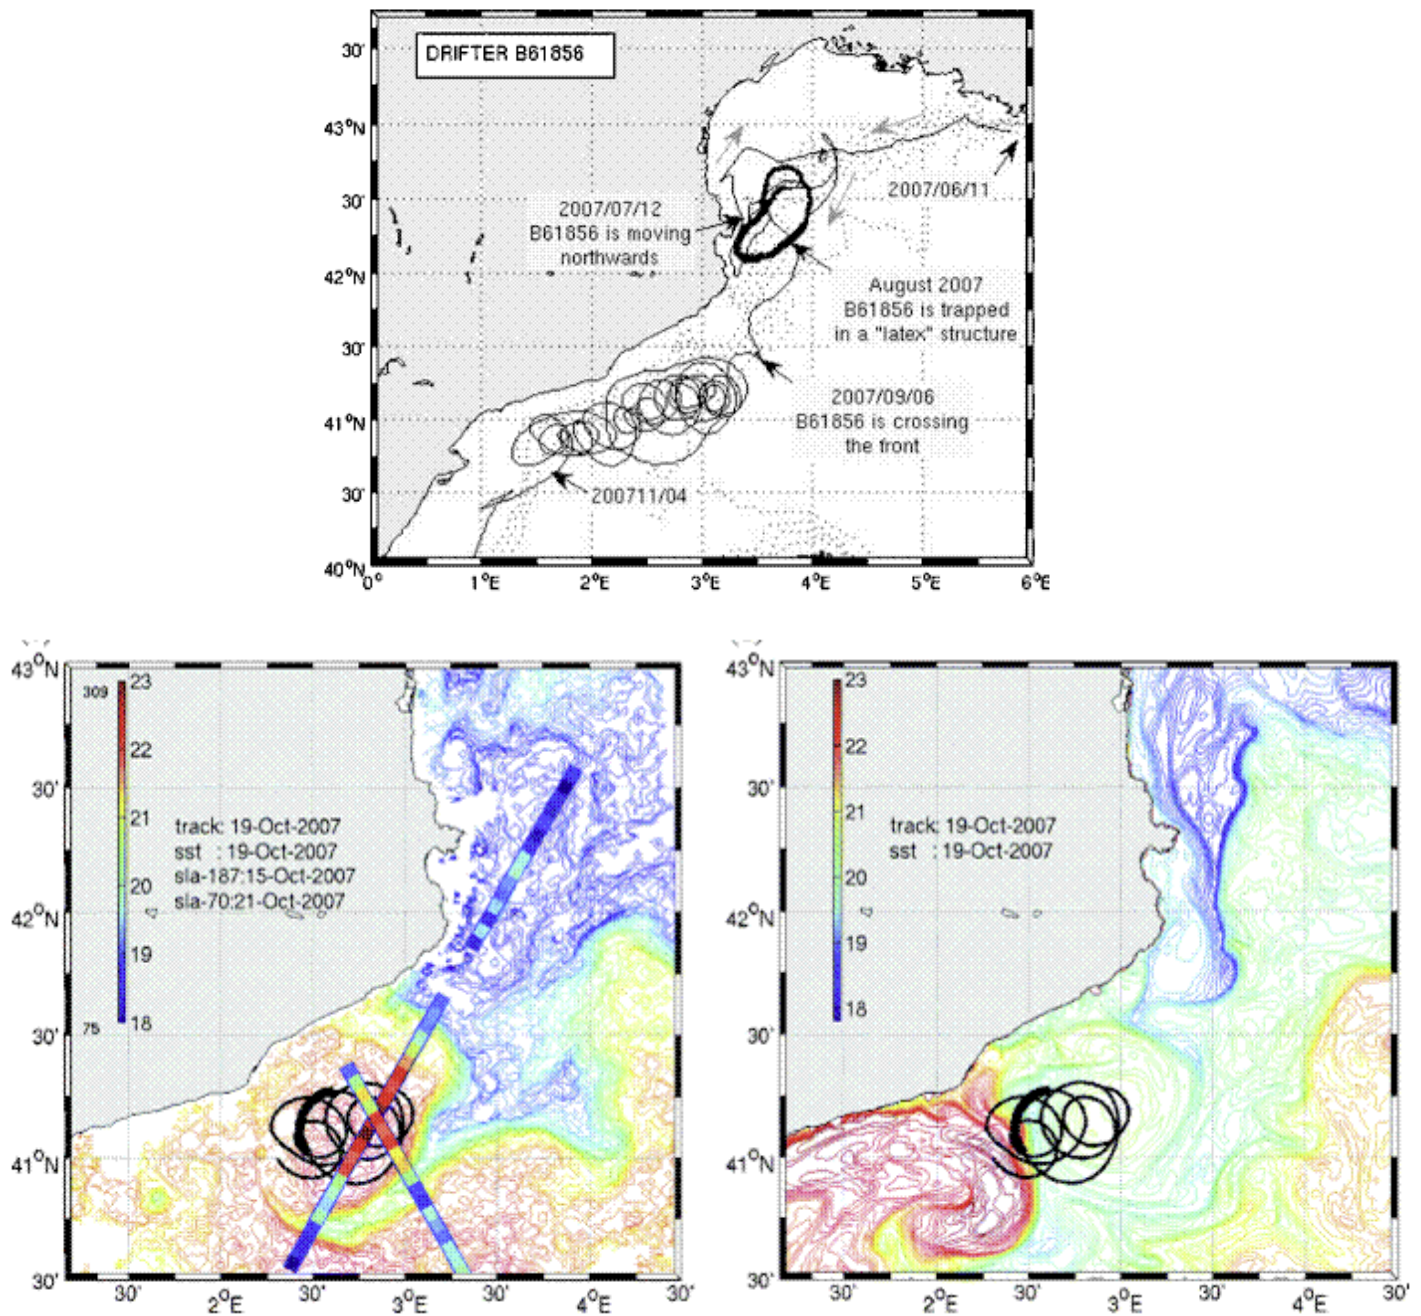 DRIFTER B61856
30'
43°N
30'
42°N
30'
41°N
30'
40°N
0°
1°E
2°E
3°E
4°E
5°E
6°E
2007/06/11
2007/07/12
B61856 is moving
northwards
August 2007
B61856 is trapped
in a "latex" structure
2007/09/06
B61856 is crossing
the front
200711/04
43°N
30'
42°N
30'
41°N
30'
309
75
23
22
21
20
19
18
track: 19-Oct-2007
sst : 19-Oct-2007
sla-187:15-Oct-2007
sla-70:21-Oct-2007
30'
2°E
30'
3°E
30'
4°E
30'
43°N
30'
42°N
30'
41°N
30'
23
22
21
20
19
18
track: 19-Oct-2007
sst : 19-Oct-2007
30'
2°E
30'
3°E
30'
4°E
30'